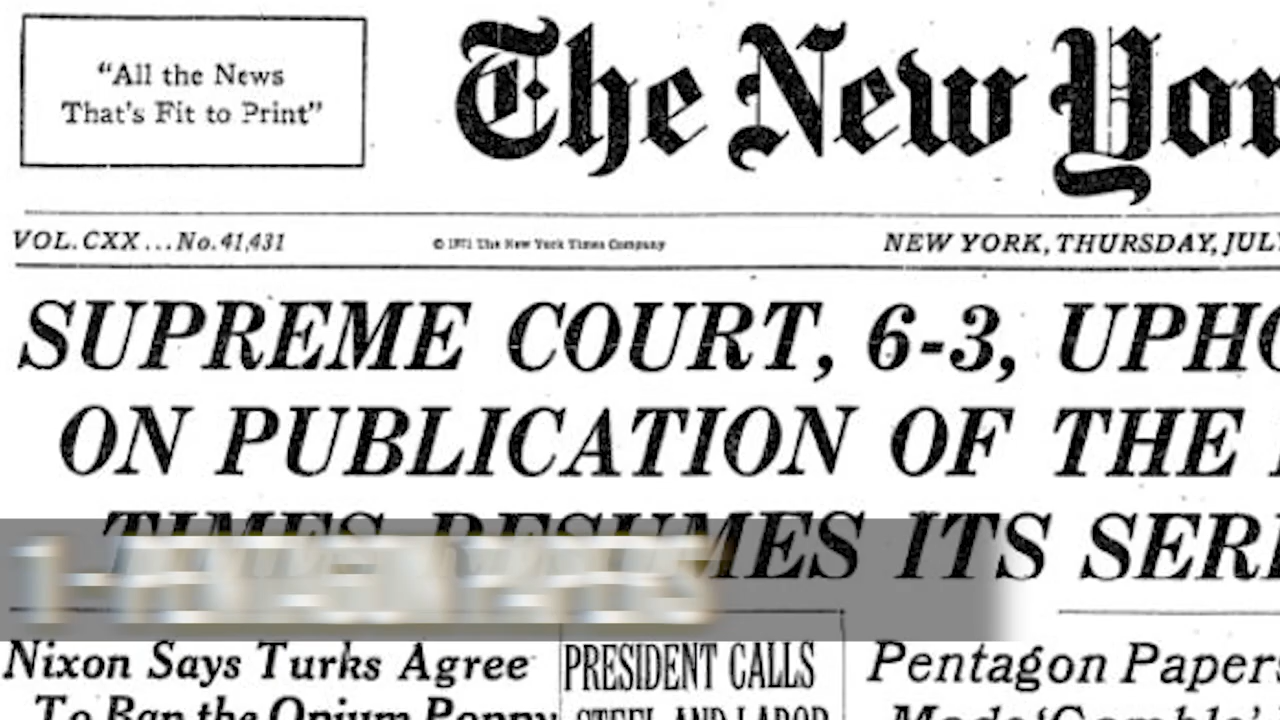 "All the News
That's Fit to Print"
The New Yor
VOL. CXX ... No. 41,431
© 1971 The New York Times Company
NEW YORK, THURSDAY, JULY
SUPREME COURT, 6-3, UPHO
ON PUBLICATION OF THE
TIMES RESUMES ITS SERI
Nixon Says Turks Agree
To Ban the Opium Poppy
PRESIDENT CALLS
STEEL AND LABOR
Pentagon Papers
Made 'Gamble'